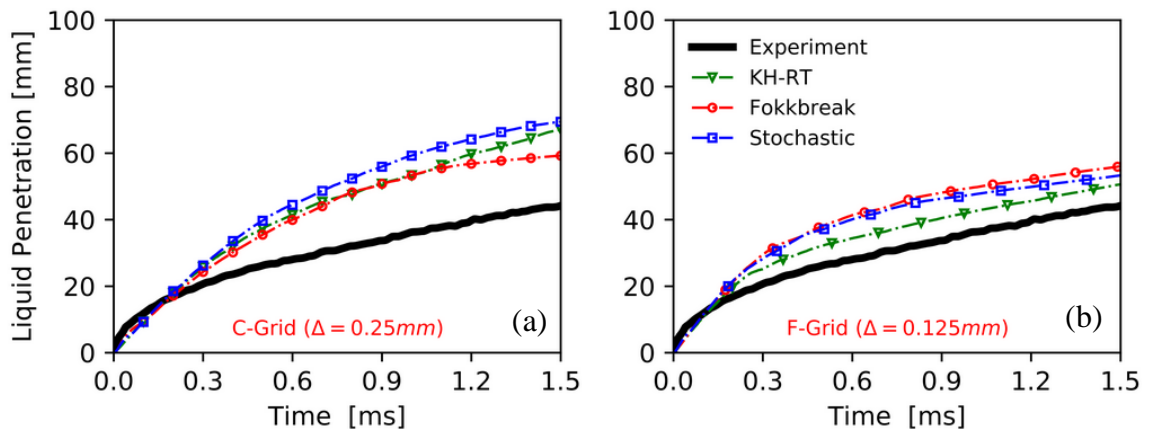 Liquid Penetration [mm]
100
80
60
40
20
0
0.0 0.3 0.6 0.9 1.2 1.5
Time [ms]
C-Grid (Δ = 0.25mm)
(a)
100
80
60
40
20
0
0.0 0.3 0.6 0.9 1.2 1.5
Time [ms]
Experiment
KH-RT
Fokkbreak
Stochastic
F-Grid (Δ = 0.125mm)
(b)